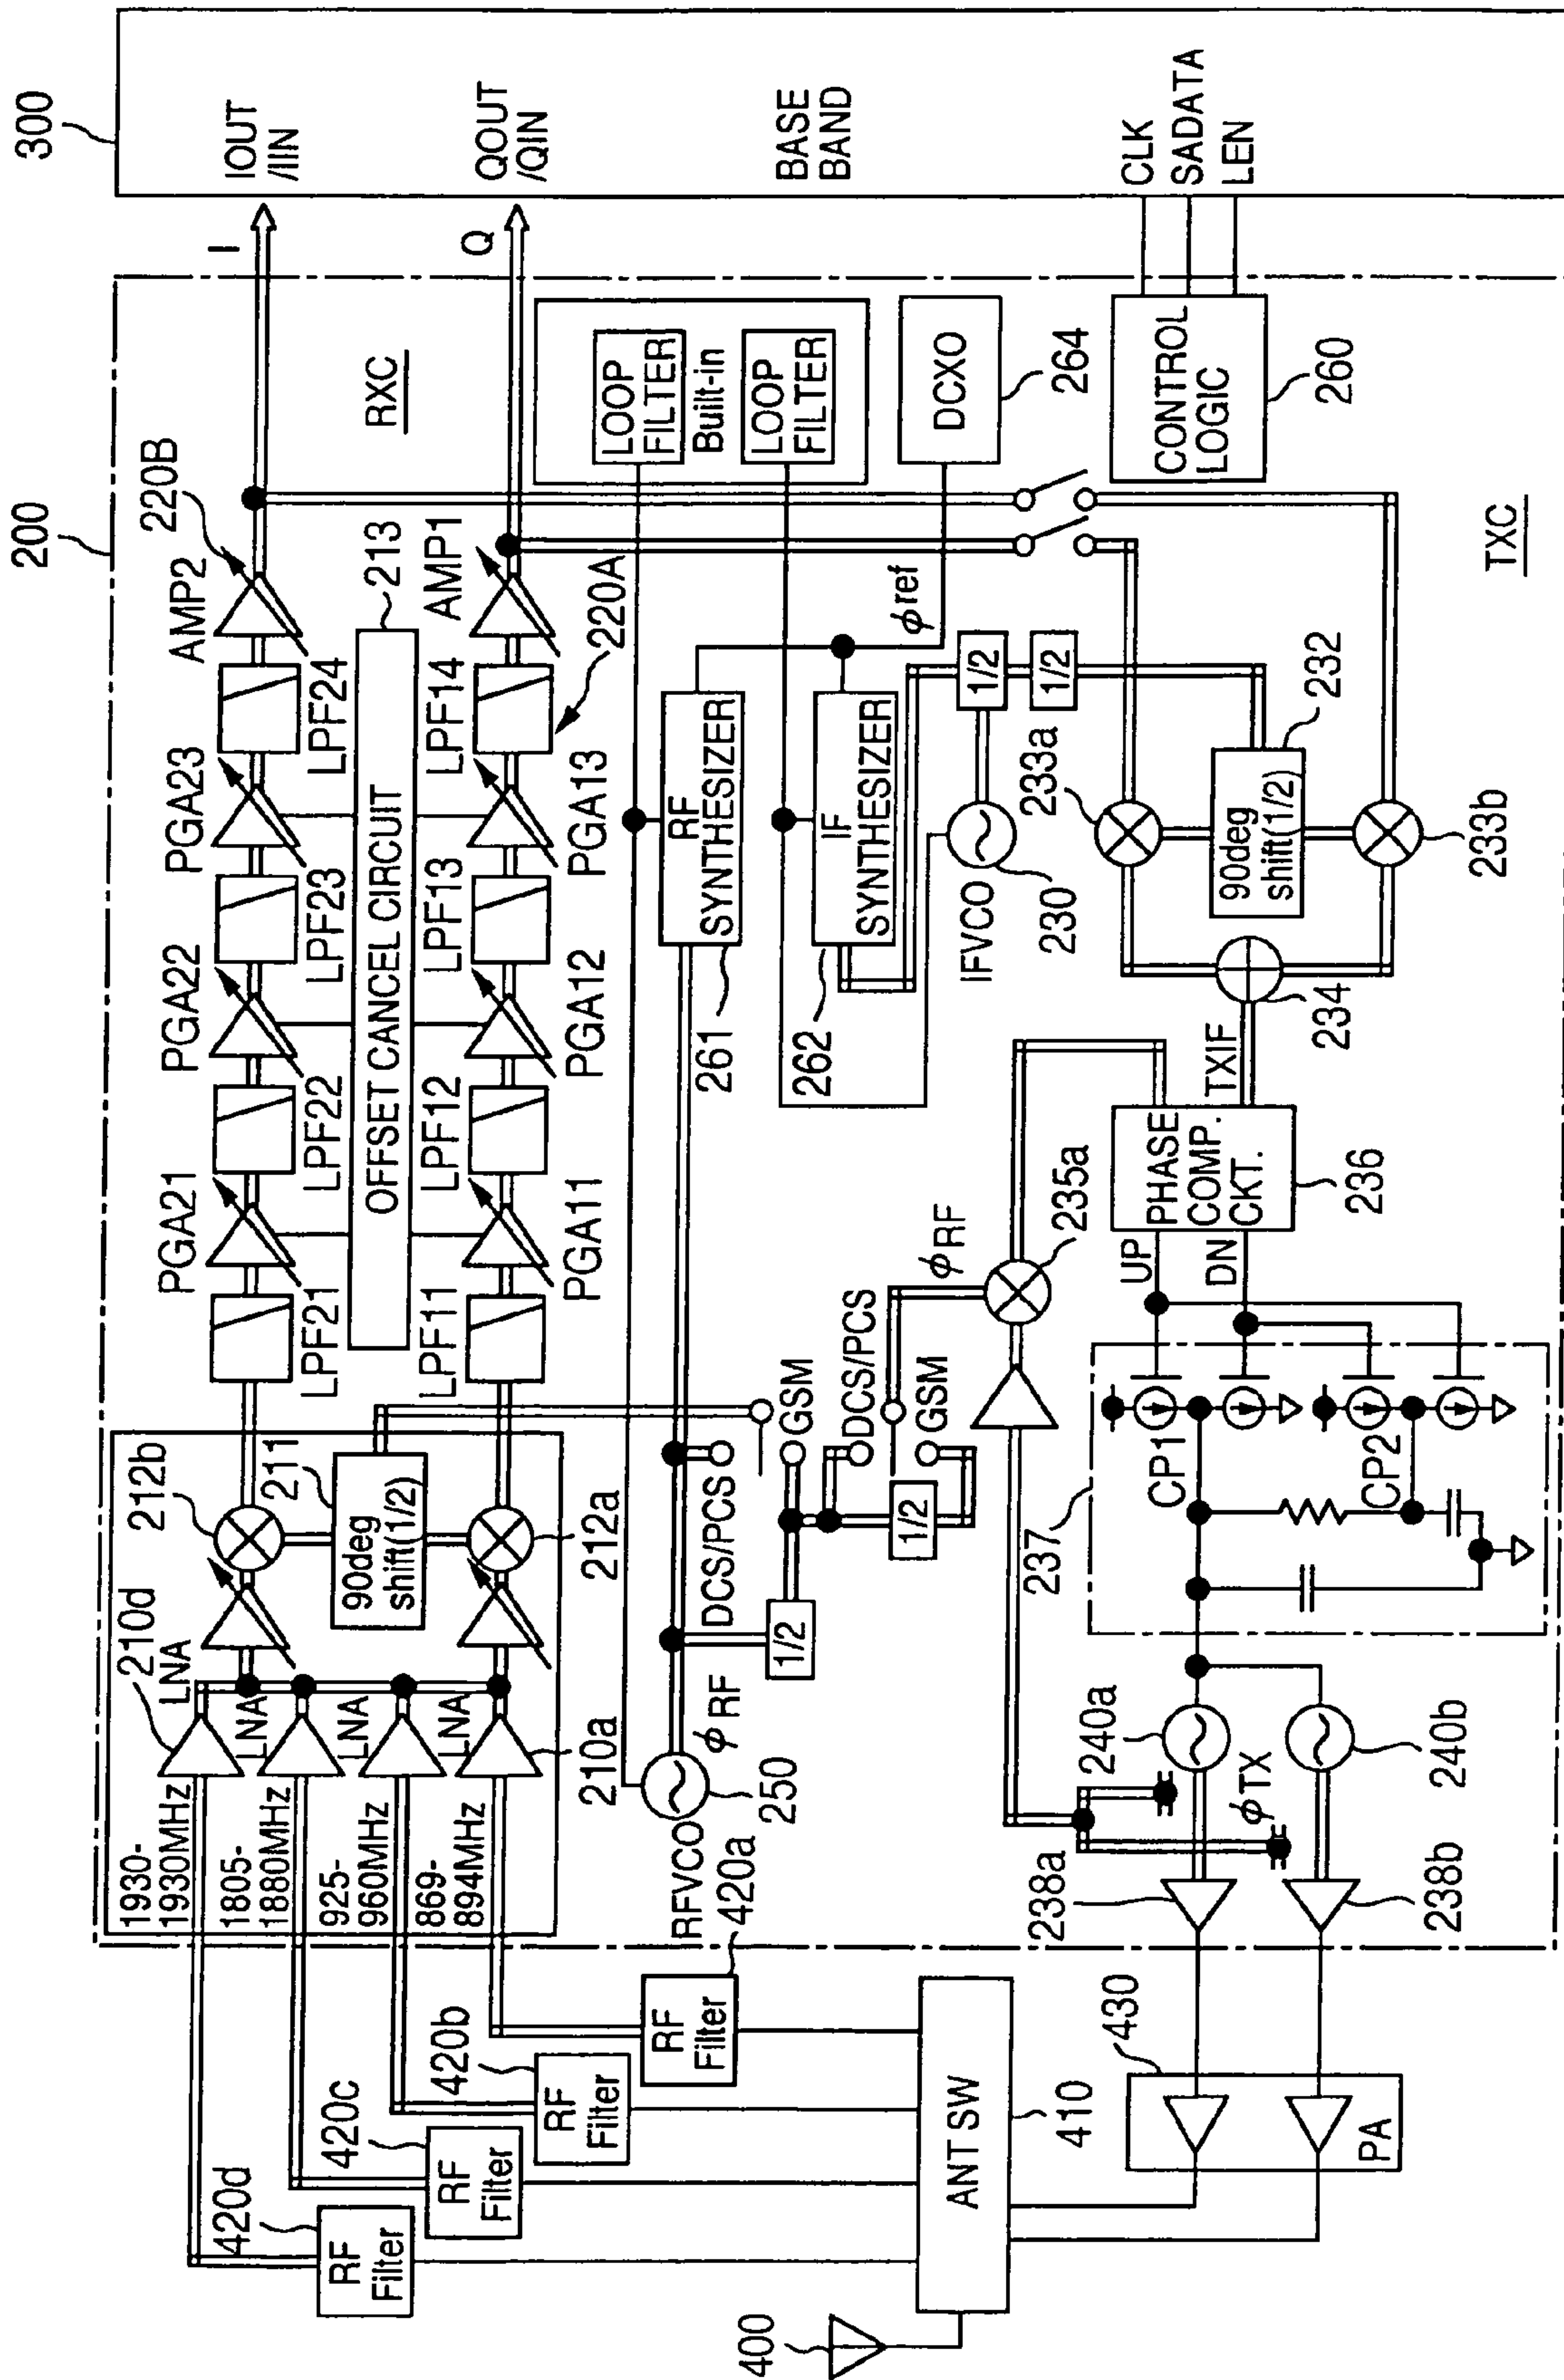 200
300
420d
RF
Filter
420c
RF
Filter
420b
RF
Filter
420a
RF
Filter
400
ANT SW
410
430
PA
1930-
1930MHz
1805-
1880MHz
925-
960MHz
869-
894MHz
210d
LNA
LNA
LNA
LNA
210a
212b
211
90deg
shift(1/2)
212a
LPF21
PGA21
LPF22
PGA22
LPF23
PGA23
LPF24
AMP2
220B
OFFSET CANCEL CIRCUIT
213
LPF11
PGA11
LPF12
PGA12
LPF13
PGA13
LPF14
AMP1
220A
I
Q
RXC
IOUT
/IIN
QOUT
/QIN
BASE
BAND
CLK
SADATA
LEN
RFVCO
250
ϕRF
1/2
DCS/PCS
GSM
DCS/PCS
GSM
1/2
ϕRF
235a
261
RF
SYNTHESIZER
262
IF
SYNTHESIZER
ϕref
LOOP
FILTER
Built-in
LOOP
FILTER
DCXO
264
CONTROL
LOGIC
260
IFVCO
230
1/2
1/2
233a
90deg
shift(1/2)
232
233b
234
TXIF
PHASE
COMP.
CKT.
236
UP
DN
237
CP1
CP2
240a
ϕTX
240b
238a
238b
TXC